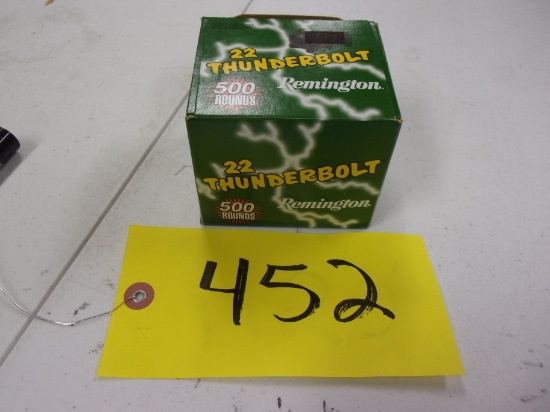 22
THUNDERBOLT
500
ROUNDS
Remington.
22
THUNDERBOLT
500
ROUNDS
Remington.
452